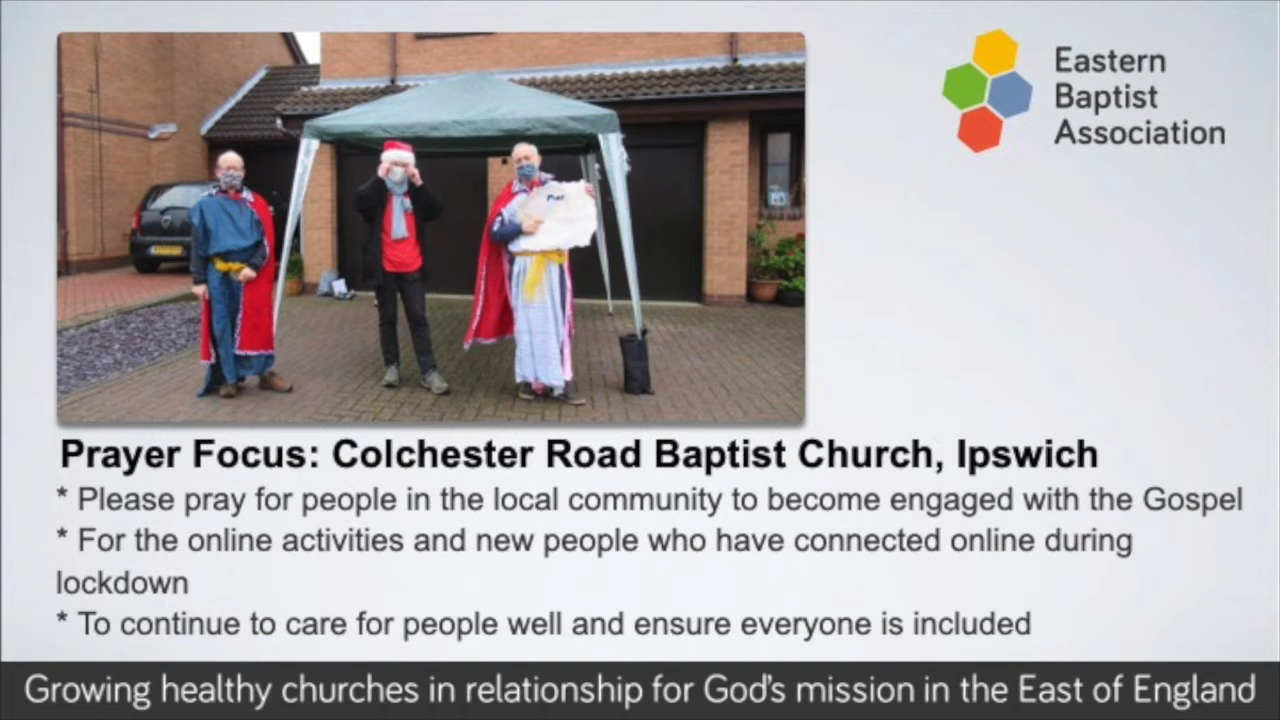 Eastern
Baptist
Association
Prayer Focus: Colchester Road Baptist Church, Ipswich
* Please pray for people in the local community to become engaged with the Gospel
* For the online activities and new people who have connected online during
lockdown
* To continue to care for people well and ensure everyone is included
Growing healthy churches in relationship for God's mission in the East of England